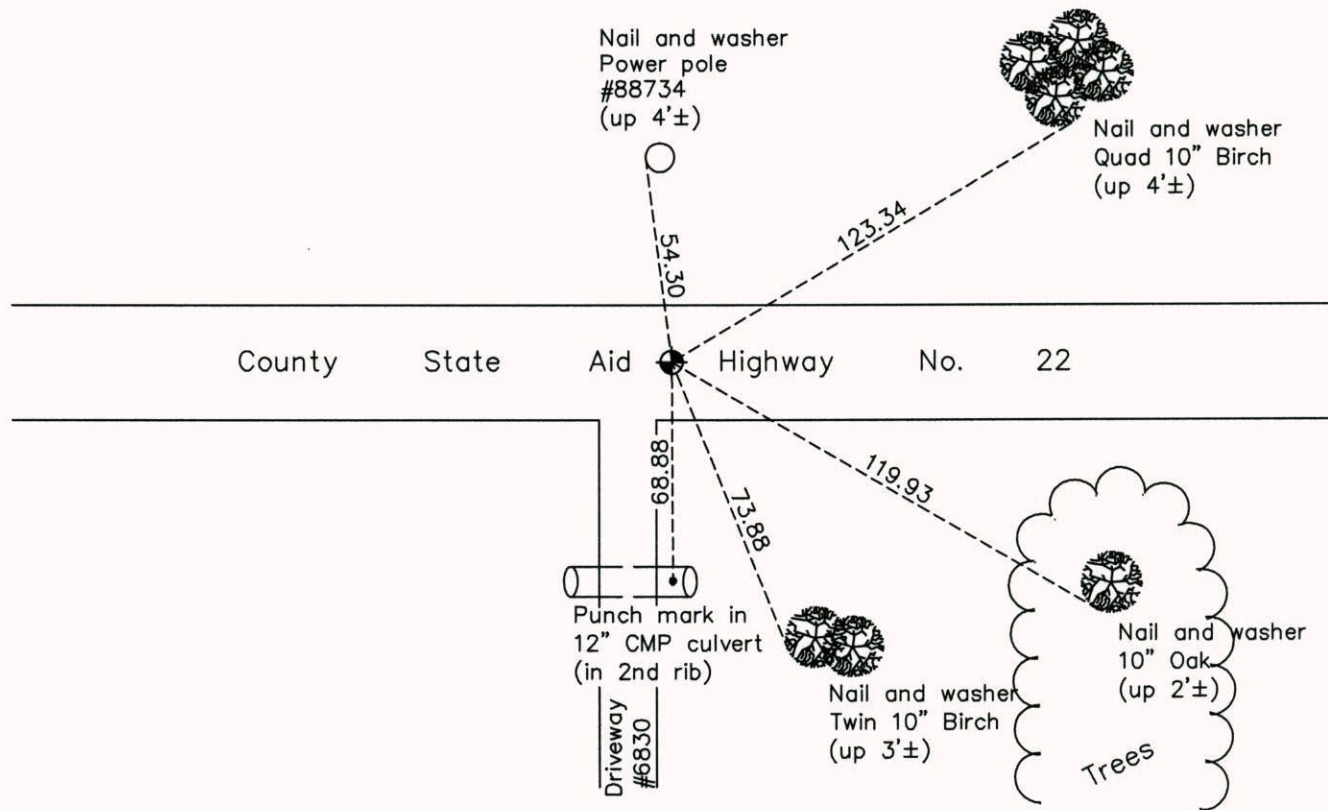 Nail and washer
Power pole
#88734
(up 4'±)
Nail and washer
Quad 10" Birch
(up 4'±)
54.30
123.34
County State Aid Highway No. 22
68.88
73.88
119.93
Punch mark in
12" CMP culvert
(in 2nd rib)
Nail and washer
10" Oak
(up 2'±)
Nail and washer
Twin 10" Birch
(up 3'±)
Driveway
#6830
Trees